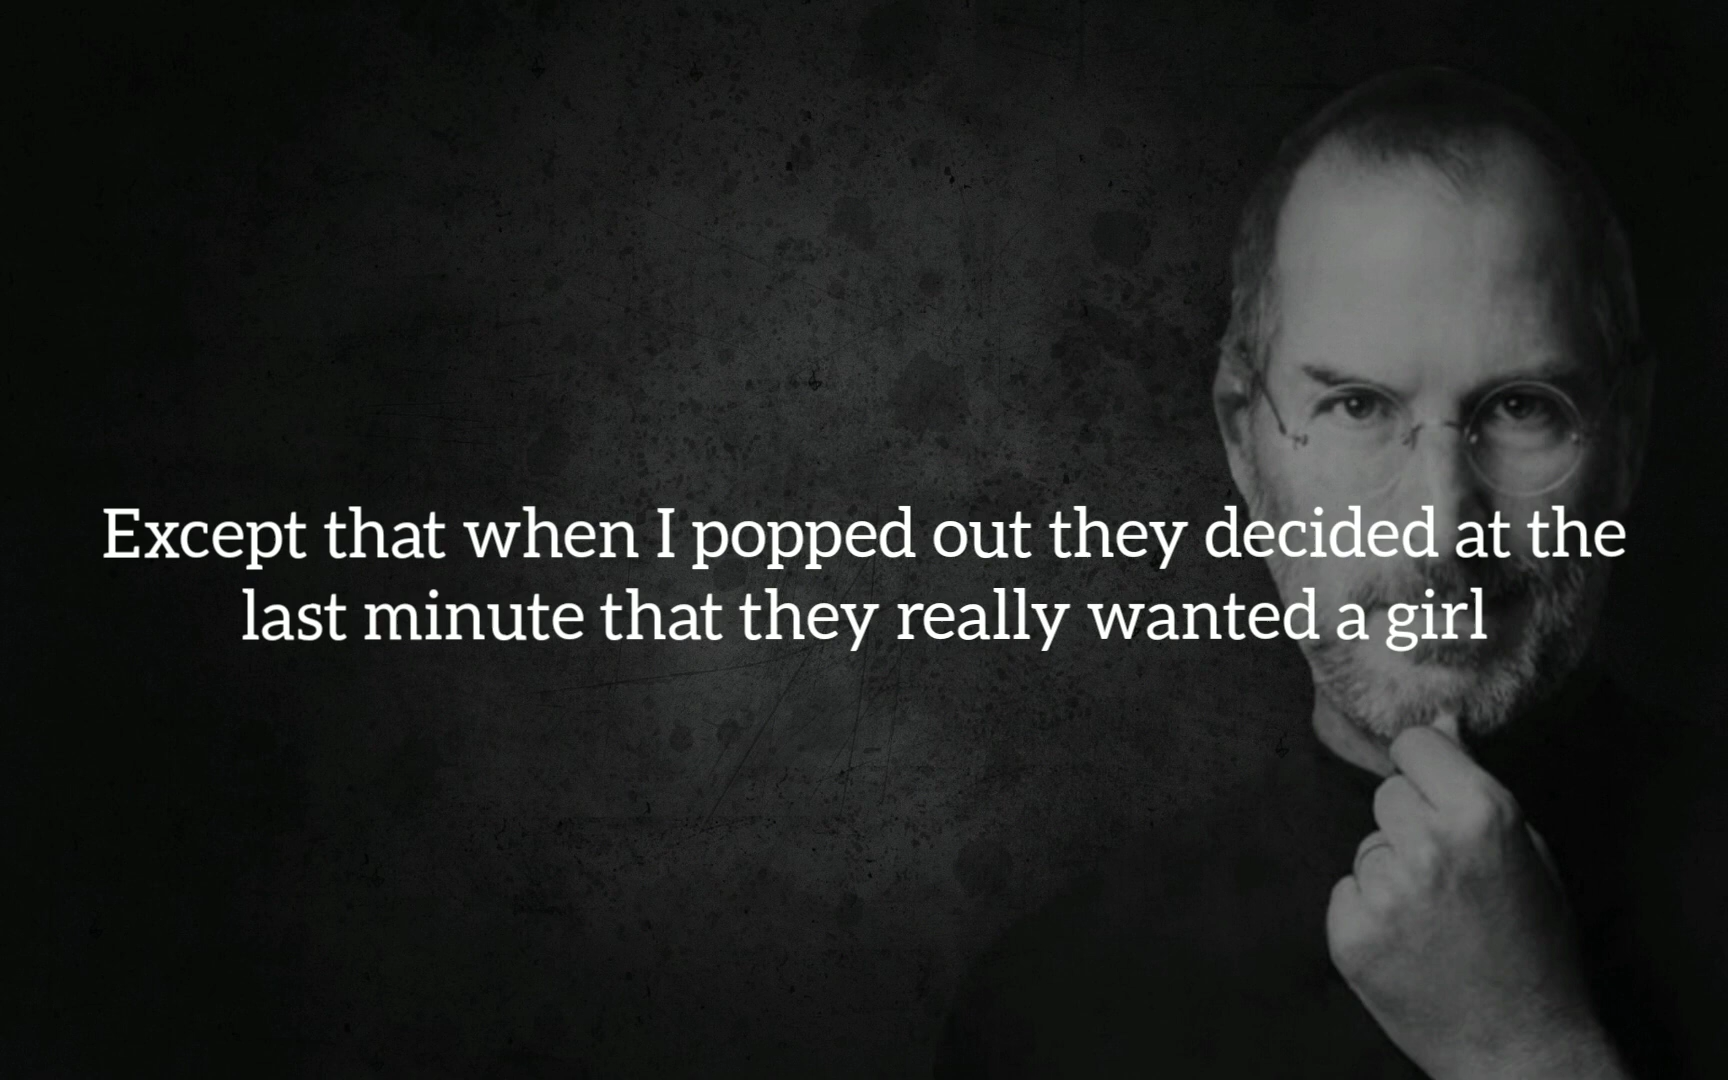 Except that when I popped out they decided at the
last minute that they really wanted a girl